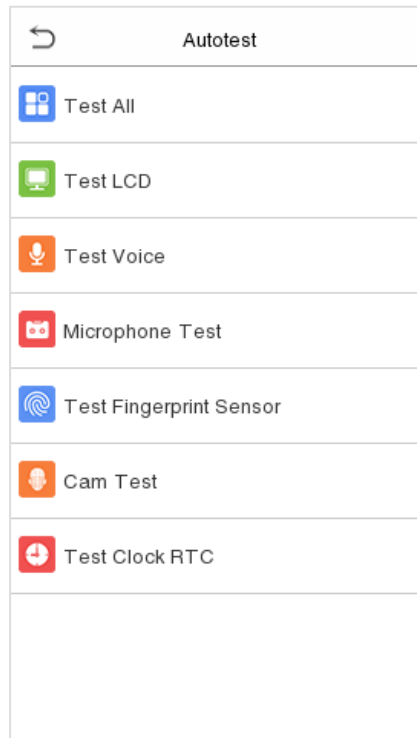 Autotest
Test All
Test LCD
Test Voice
Microphone Test
Test Fingerprint Sensor
Cam Test
Test Clock RTC